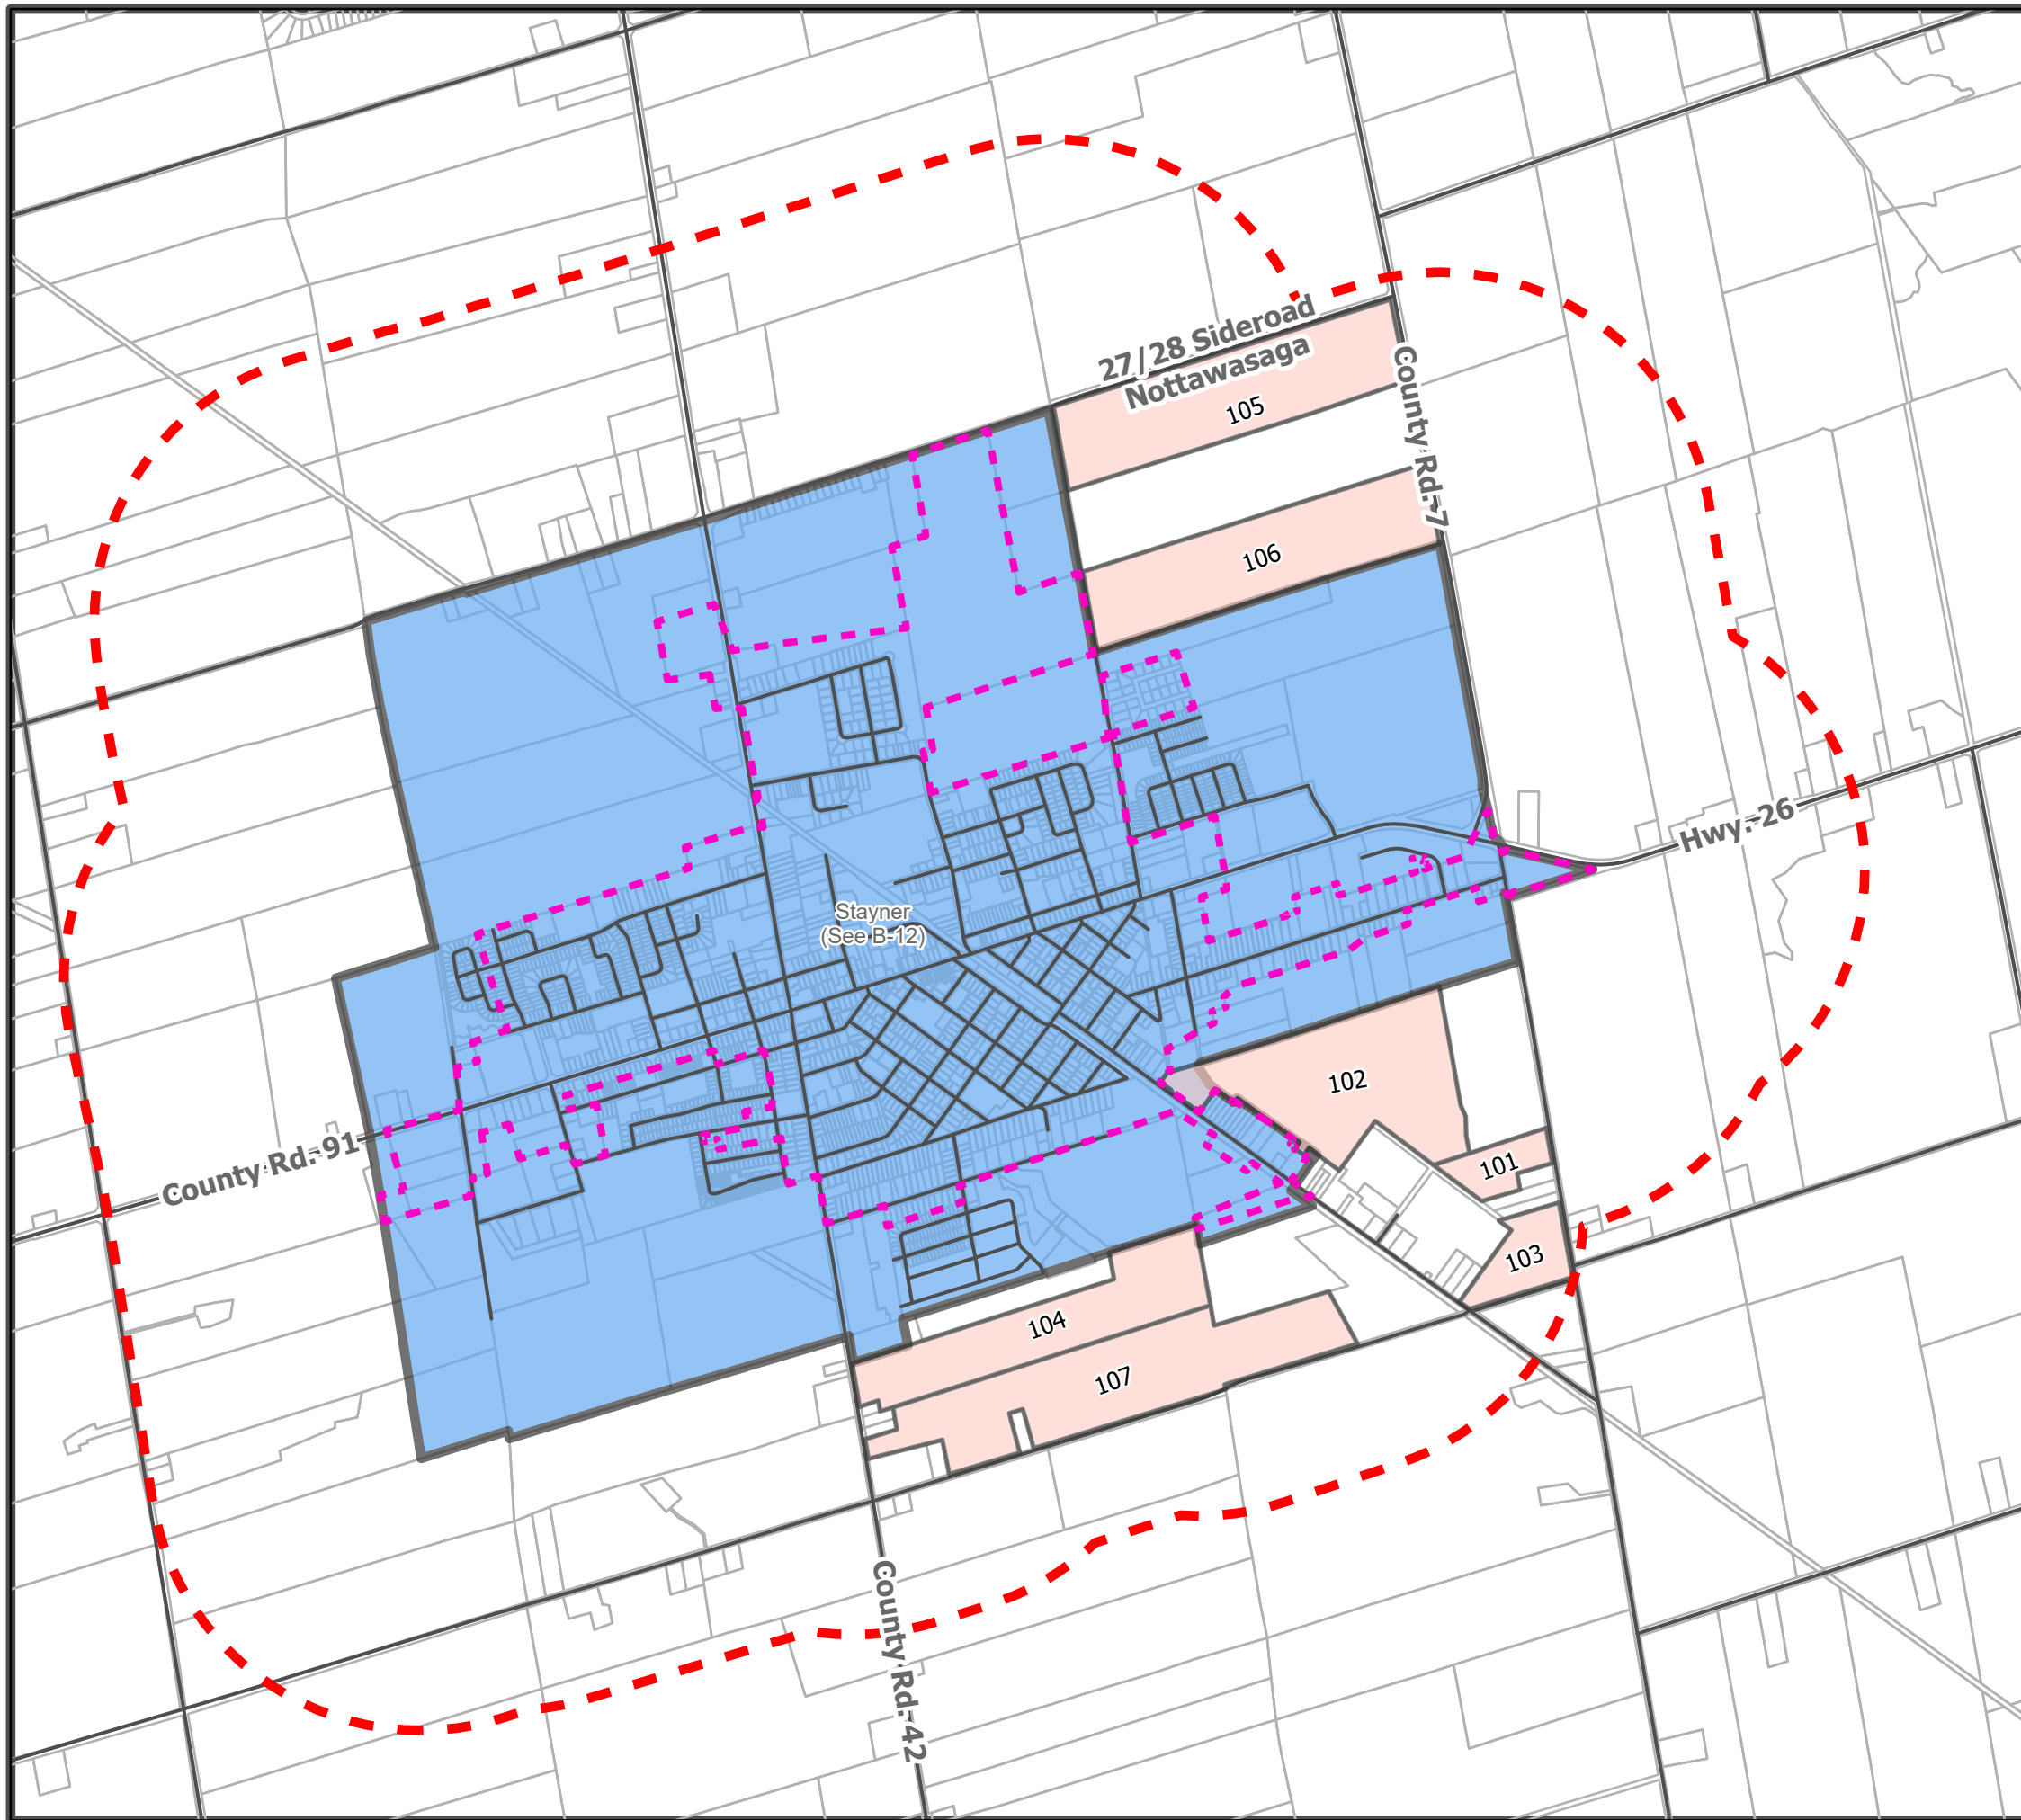 27/28 Sideroad
Nottawasaga
County Rd. 7
105
106
Hwy. 26
Stayner
(See B-12)
102
County Rd. 91
101
103
104
107
County Rd. 42